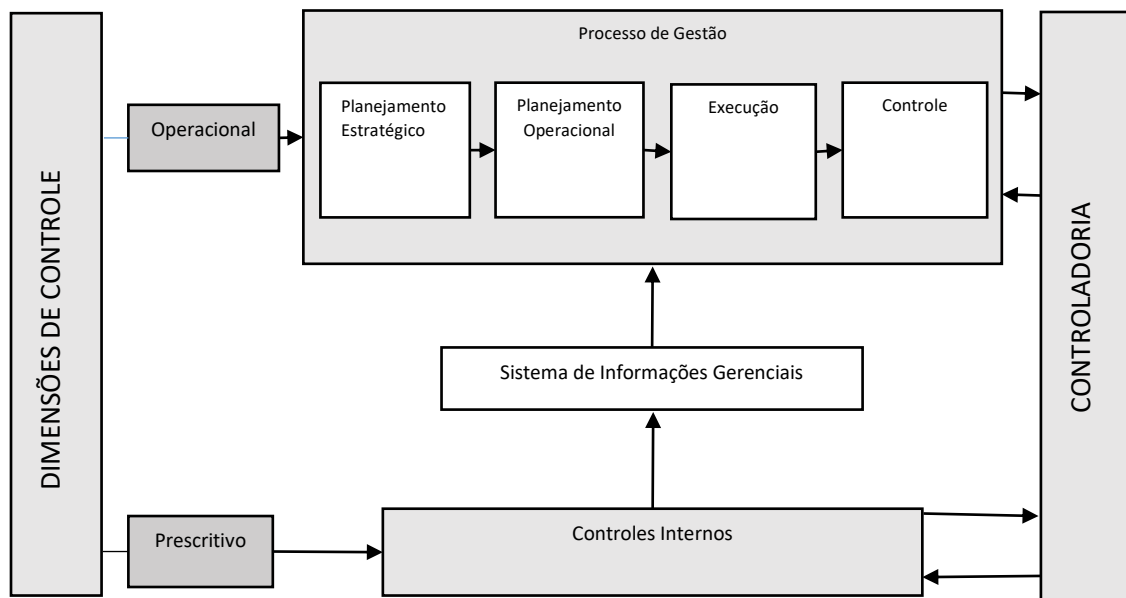 Processo de Gestão
Planejamento
Estratégico
Planejamento
Operacional
Execução
Controle
Operacional
DIMENSÕES DE CONTROLE
CONTROLADORIA
Sistema de Informações Gerenciais
Prescritivo
Controles Internos